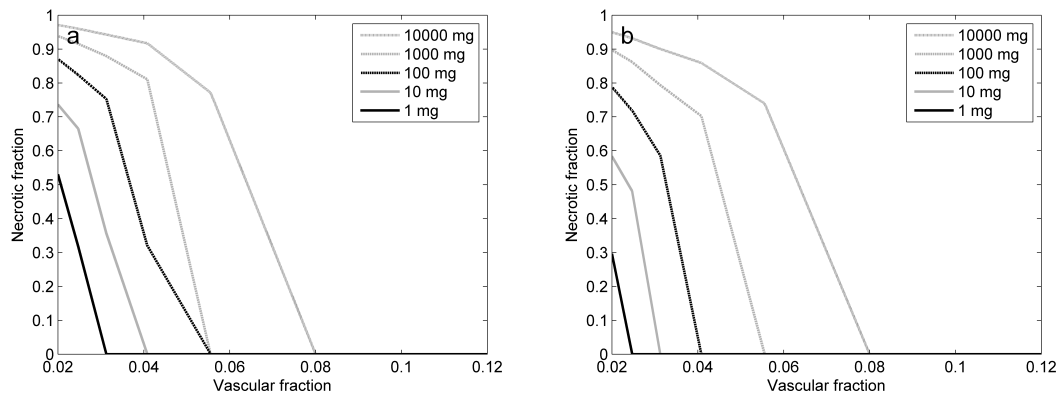 a
1
0.9
0.8
0.7
0.6
0.5
0.4
0.3
0.2
0.1
0
Necrotic fraction
0.02
0.04
0.06
0.08
0.1
0.12
Vascular fraction
10000 mg
1000 mg
100 mg
10 mg
1 mg
b
1
0.9
0.8
0.7
0.6
0.5
0.4
0.3
0.2
0.1
0
Necrotic fraction
0.02
0.04
0.06
0.08
0.1
0.12
Vascular fraction
10000 mg
1000 mg
100 mg
10 mg
1 mg